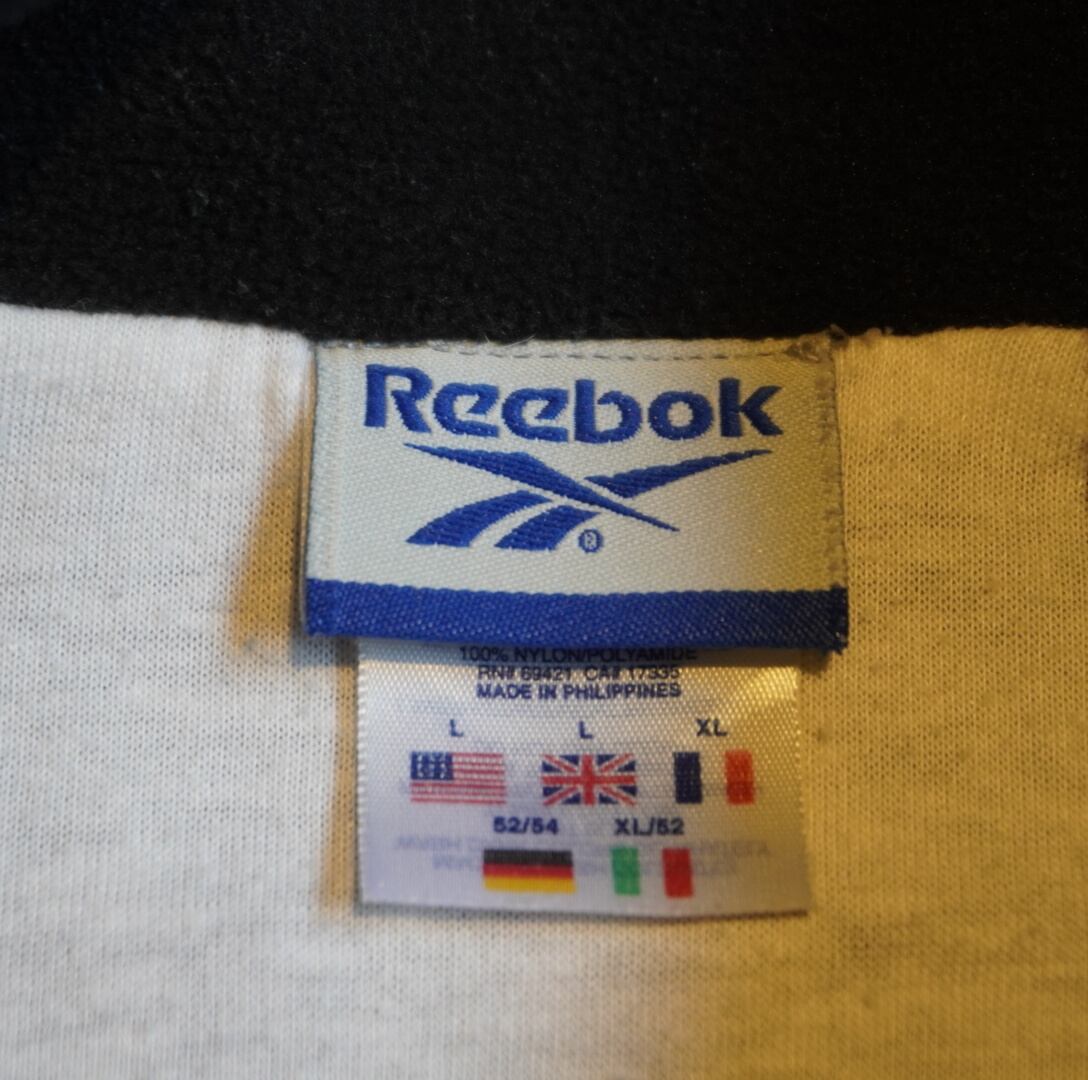 Reebok
®
100% NYLON/POLYAMIDE
RN# 69421 CA# 17335
MADE IN PHILIPPINES
L L XL
52/54 XL/52